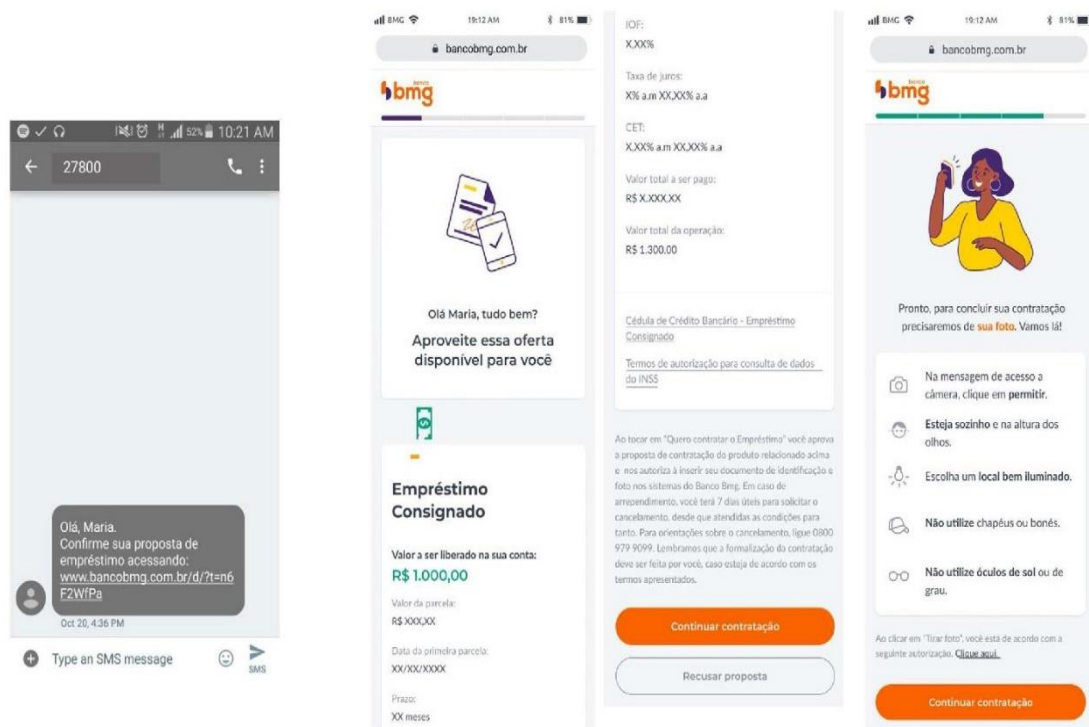 10:21 AM
52%
27800
Olá, Maria.
Confirme sua proposta de
empréstimo acessando:
www.bancobmg.com.br/d/?t=n6
F2WfPa
Oct 20, 4:36 PM
Type an SMS message
SMS
BMG 19:12 AM 81%
bancobmg.com.br
banco
bmg
Olá Maria, tudo bem?
Aproveite essa oferta
disponível para você
Empréstimo
Consignado
Valor a ser liberado na sua conta:
R$ 1.000,00
Valor da parcela:
R$ XXX,XX
Data da primeira parcela:
XX/XX/XXXX
Prazo:
XX meses
IOF:
X,XX%
Taxa de juros:
X% a.m XX,XX% a.a
CET:
X,XX% a.m XX,XX% a.a
Valor total a ser pago:
R$ X.XXX,XX
Valor total da operação:
R$ 1.300,00
Cédula de Crédito Bancário - Empréstimo
Consignado
Termos de autorização para consulta de dados
do INSS
Ao tocar em "Quero contratar o Empréstimo" você aprova
a proposta de contratação do produto relacionado acima
e nos autoriza à inserir seu documento de identificação e
foto nos sistemas do Banco Bmg. Em caso de
arrependimento, você terá 7 dias úteis para solicitar o
cancelamento, desde que atendidas as condições para
tanto. Para orientações sobre o cancelamento, ligue 0800
979 9099. Lembramos que a formalização da contratação
deve ser feita por você, caso esteja de acordo com os
termos apresentados.
Continuar contratação
Recusar proposta
BMG 19:12 AM 81%
bancobmg.com.br
banco
bmg
Pronto, para concluir sua contratação
precisaremos de sua foto. Vamos lá!
Na mensagem de acesso a
câmera, clique em permitir.
Esteja sozinho e na altura dos
olhos.
Escolha um local bem iluminado.
Não utilize chapéus ou bonés.
Não utilize óculos de sol ou de
grau.
Ao clicar em "Tirar foto", você está de acordo com a
seguinte autorização. Clique aqui.
Continuar contratação